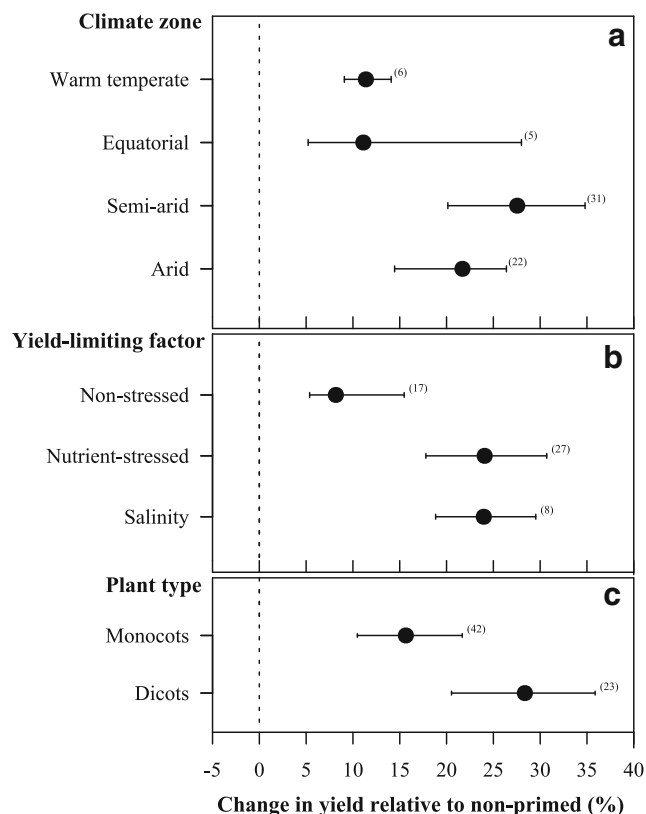 Climate zone a
Warm temperate (6)
Equatorial (5)
Semi-arid (31)
Arid (22)
Yield-limiting factor b
Non-stressed (17)
Nutrient-stressed (27)
Salinity (8)
Plant type c
Monocots (42)
Dicots (23)
-5 0 5 10 15 20 25 30 35 40
Change in yield relative to non-primed (%)